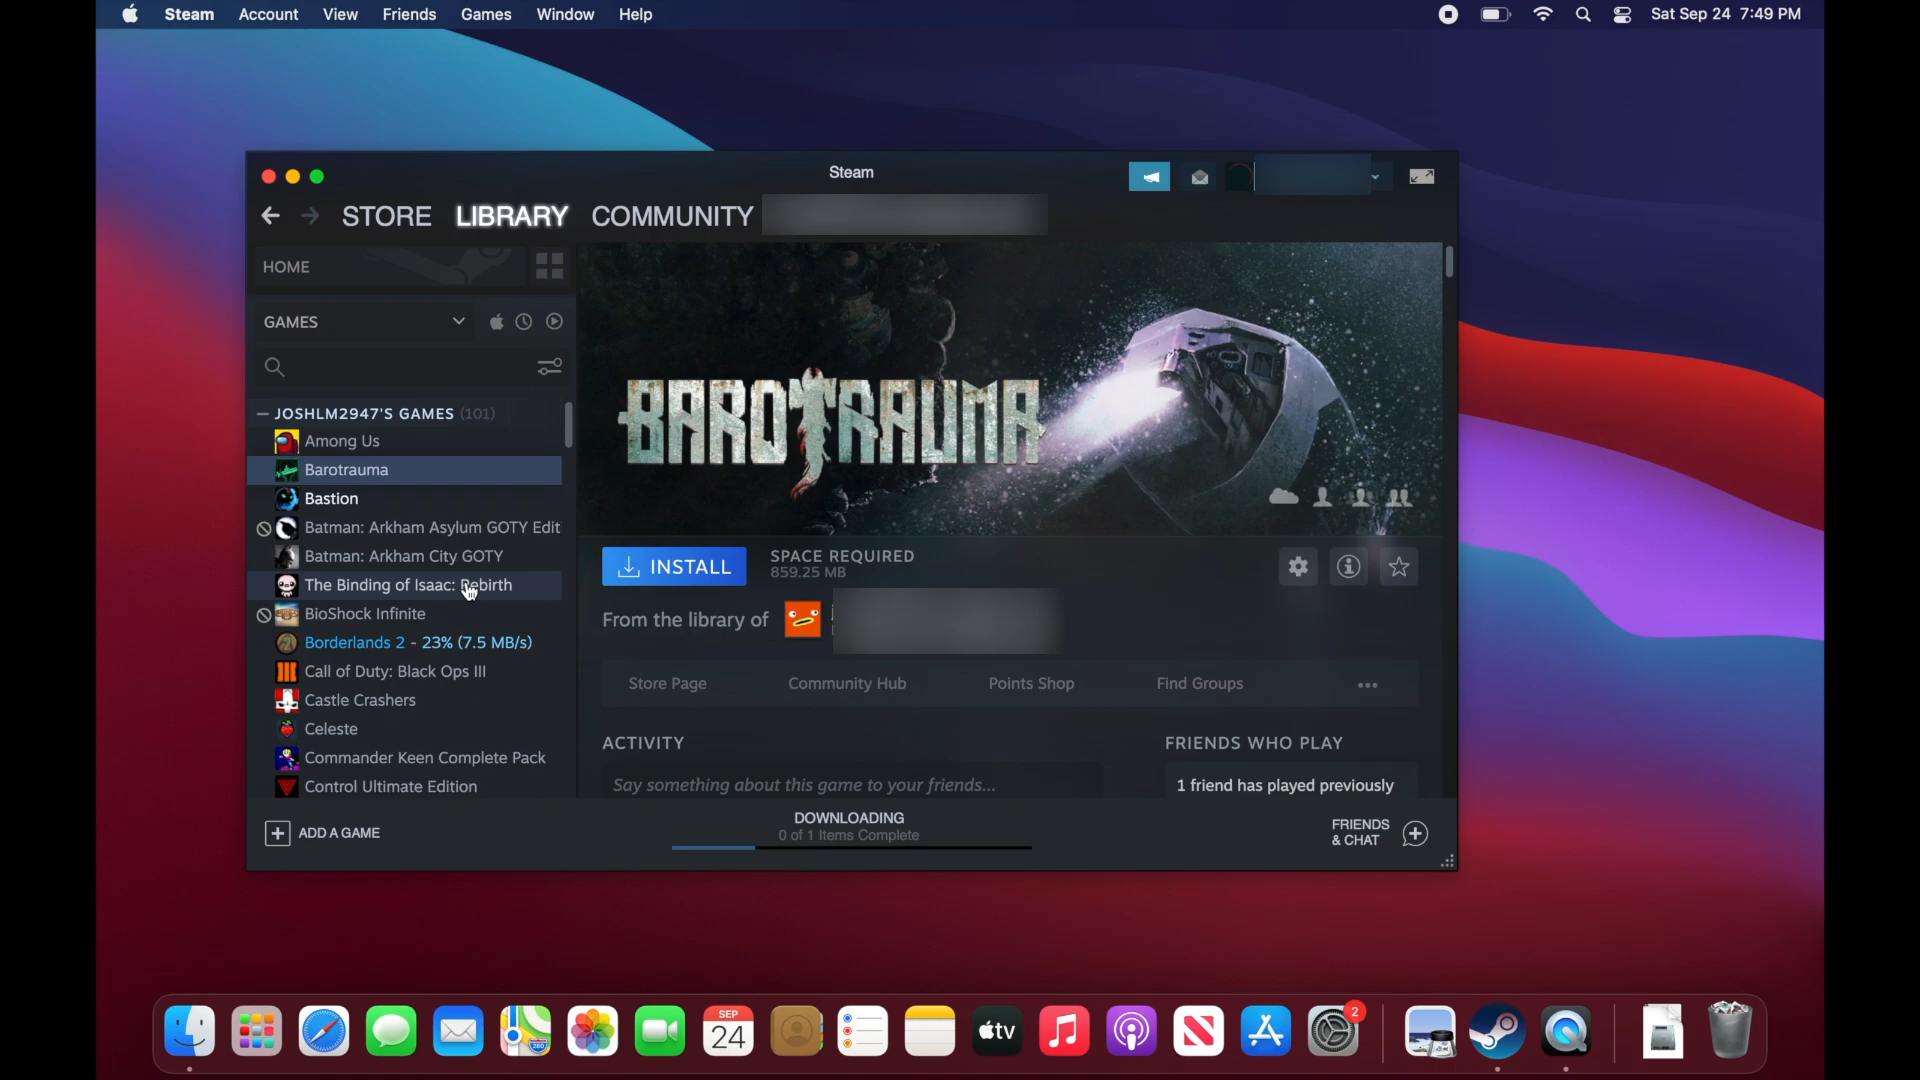 Steam Account View Friends Games Window Help Sat Sep 24 7:49 PM
Steam
STORE LIBRARY COMMUNITY
HOME
GAMES
JOSHLM2947'S GAMES (101)
Among Us
Barotrauma
Bastion
Batman: Arkham Asylum GOTY Edit
Batman: Arkham City GOTY
The Binding of Isaac: Rebirth
BioShock Infinite
Borderlands 2 - 23% (7.5 MB/s)
Call of Duty: Black Ops III
Castle Crashers
Celeste
Commander Keen Complete Pack
Control Ultimate Edition
BAROTRAUMA
INSTALL
SPACE REQUIRED
859.25 MB
From the library of
Store Page Community Hub Points Shop Find Groups
ACTIVITY
FRIENDS WHO PLAY
Say something about this game to your friends...
1 friend has played previously
ADD A GAME
DOWNLOADING
0 of 1 Items Complete
FRIENDS
& CHAT
SEP
24
280
tv
2